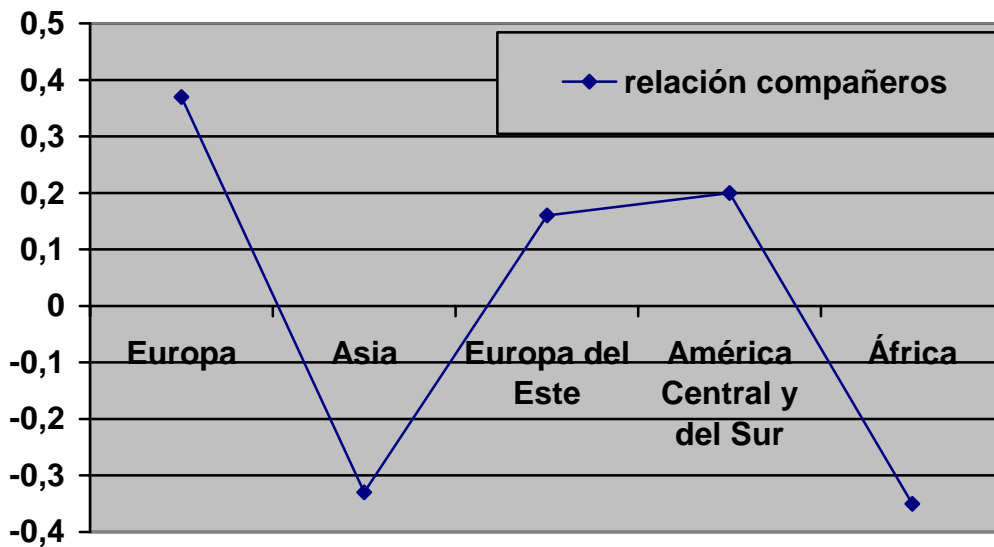 0,5
0,4
0,3
0,2
0,1
0
-0,1
-0,2
-0,3
-0,4
relación compañeros
Europa
Asia
Europa del
Este
América
Central y
del Sur
África